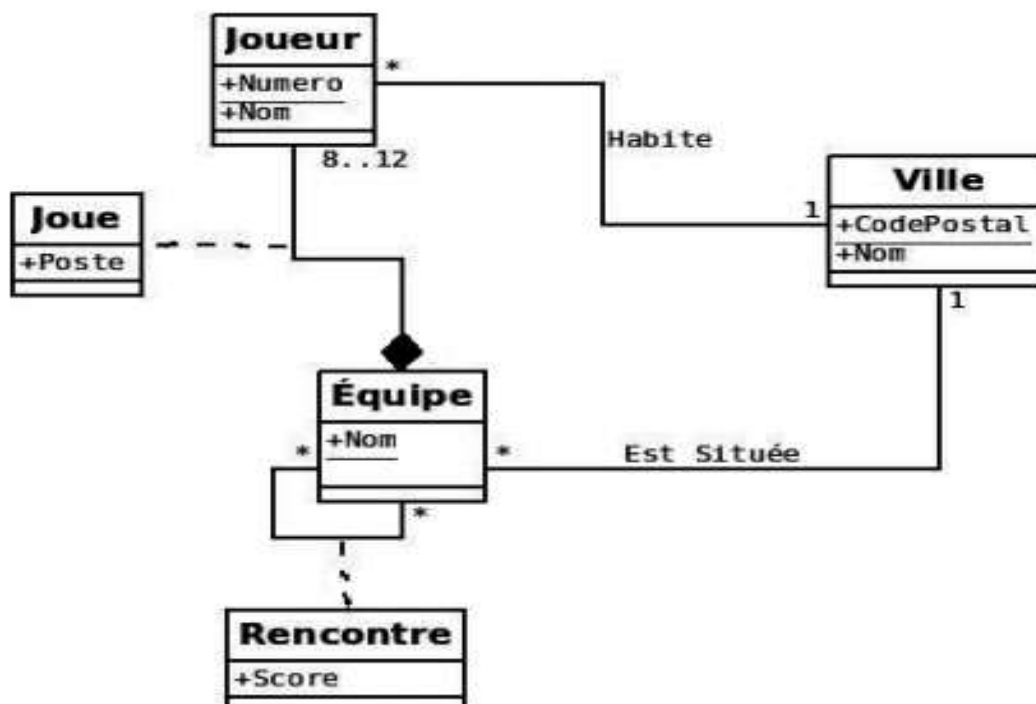 Joueur
+Numero
+Nom
*
8..12
Habite
Ville
+CodePostal
+Nom
1
1
Joue
+Poste
Équipe
+Nom
*
*
*
Est Située
Rencontre
+Score